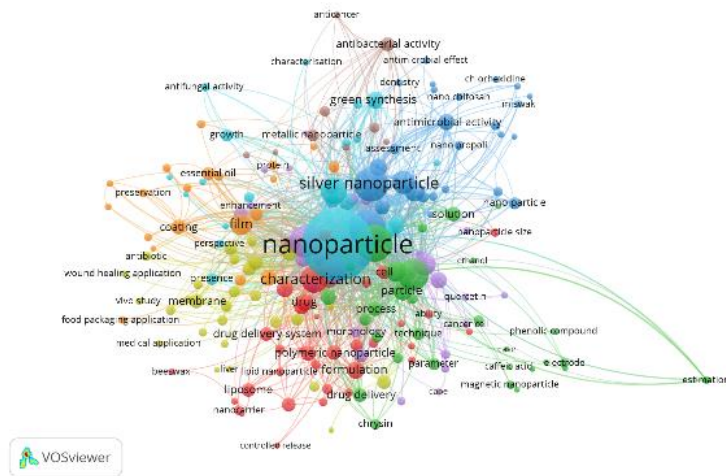 anticancer
antibacterial activity
characterisation
antimicrobial effect
antifungal activity
dentistry
chlorhexidine
green synthesis
nano chitosan
miswak
growth
metallic nanoparticle
antimicrobial activity
assessment
nano propoli
protein
essential oil
silver nanoparticle
preservation
enhancement
nano particle
coating
film
solution
nanoparticle size
perspective
nanoparticle
antibiotic
ethanol
wound healing application
presence
characterization
cell
vivo study
membrane
drug
particle
quercetin
food packaging application
process
drug delivery system
morphology
ability
cancer cell
technique
phenolic compound
medical application
polymeric nanoparticle
case
electrode
beeswax
liver
lipid nanoparticle
formulation
parameter
caffeic acid
estimation
liposome
drug delivery
cape
magnetic nanoparticle
nanocarrier
chrysin
controlled release
VOSviewer